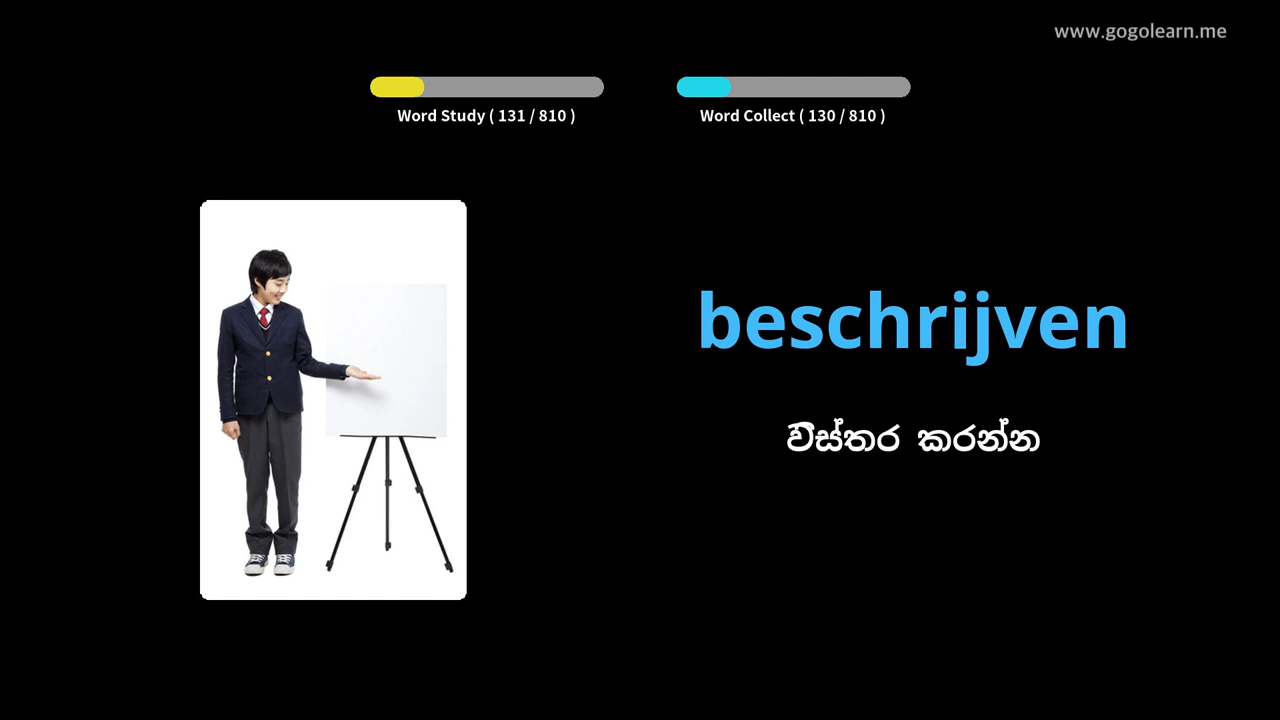 www.gogolearn.me
Word Study ( 131 / 810 )
Word Collect ( 130 / 810 )
beschrijven
විස්තර කරන්න